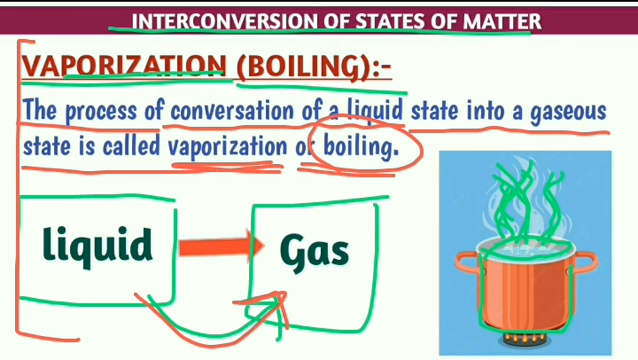 INTERCONVERSION OF STATES OF MATTER
VAPORIZATION (BOILING):-
The process of conversation of a liquid state into a gaseous
state is called vaporization or boiling.
liquid
Gas